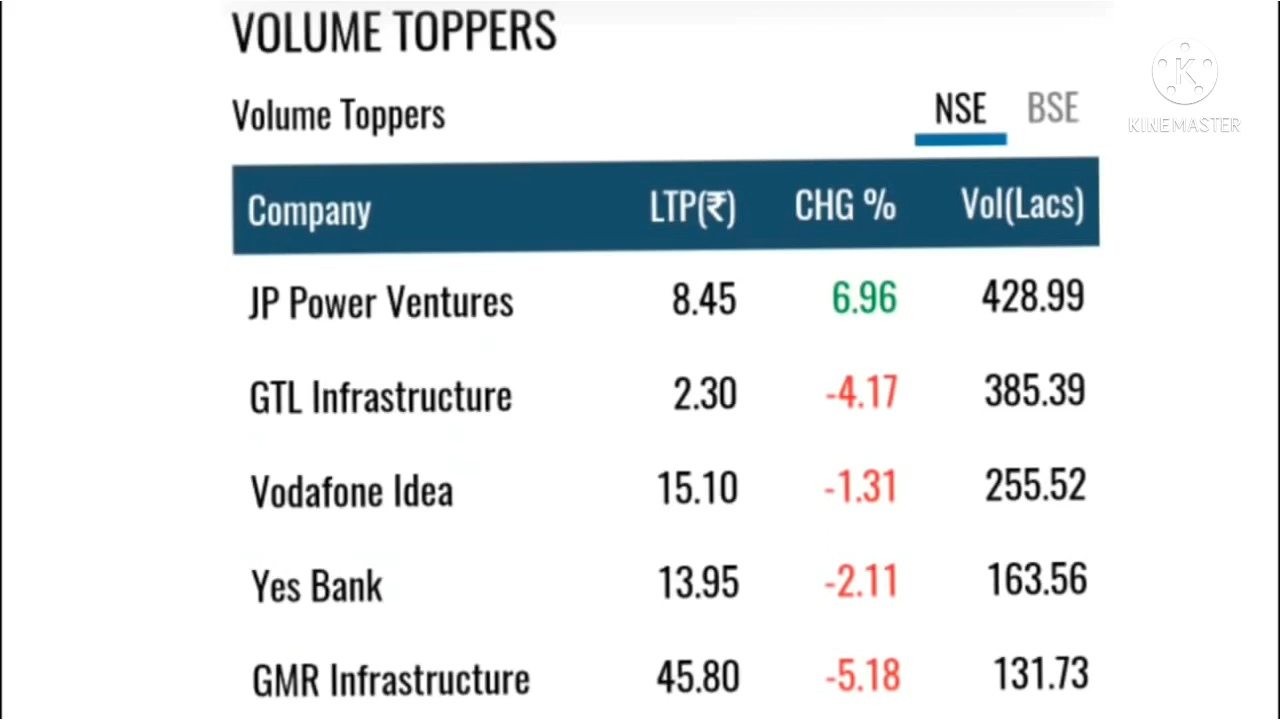 VOLUME TOPPERS
Volume Toppers NSE BSE
KINEMASTER
Company LTP(₹) CHG % Vol(Lacs)
JP Power Ventures 8.45 6.96 428.99
GTL Infrastructure 2.30 -4.17 385.39
Vodafone Idea 15.10 -1.31 255.52
Yes Bank 13.95 -2.11 163.56
GMR Infrastructure 45.80 -5.18 131.73